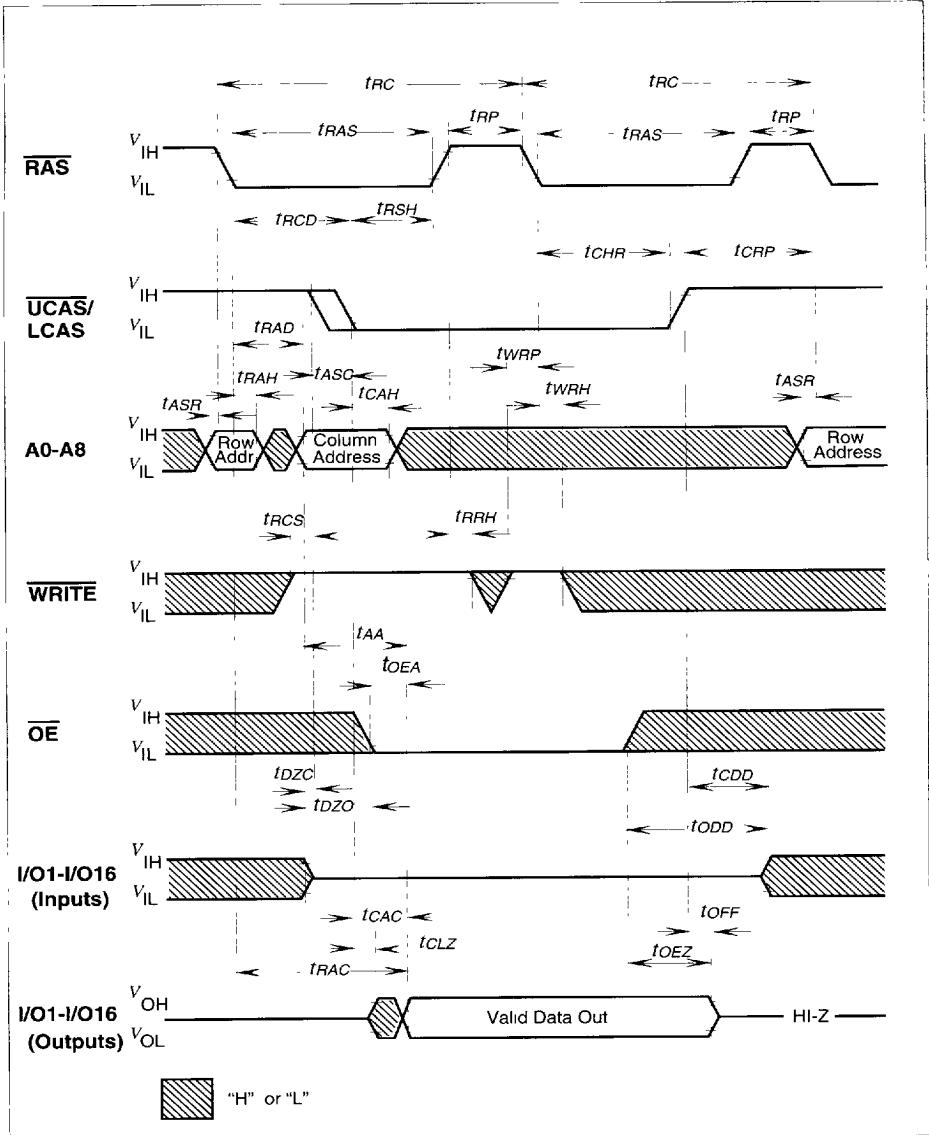 tRC tRC
tRAS tRP tRAS tRP
RAS VIH
VIL
tRCD tRSH tCHR tCRP
UCAS/
LCAS VIH
VIL
tRAD tWRP
tRAH tASC tWRH
tASR tCAH tASR
A0-A8 VIH
VIL
Row
Addr.
Column
Address
Row
Address
tRCS tRRH
WRITE VIH
VIL
tAA
tOEA
OE VIH
VIL
tDZC tCDD
tDZO tODD
I/O1-I/O16
(Inputs) VIH
VIL
tCAC tOFF
tCLZ tOEZ
tRAC
I/O1-I/O16
(Outputs) VOH
VOL
Valid Data Out HI-Z
"H" or "L"